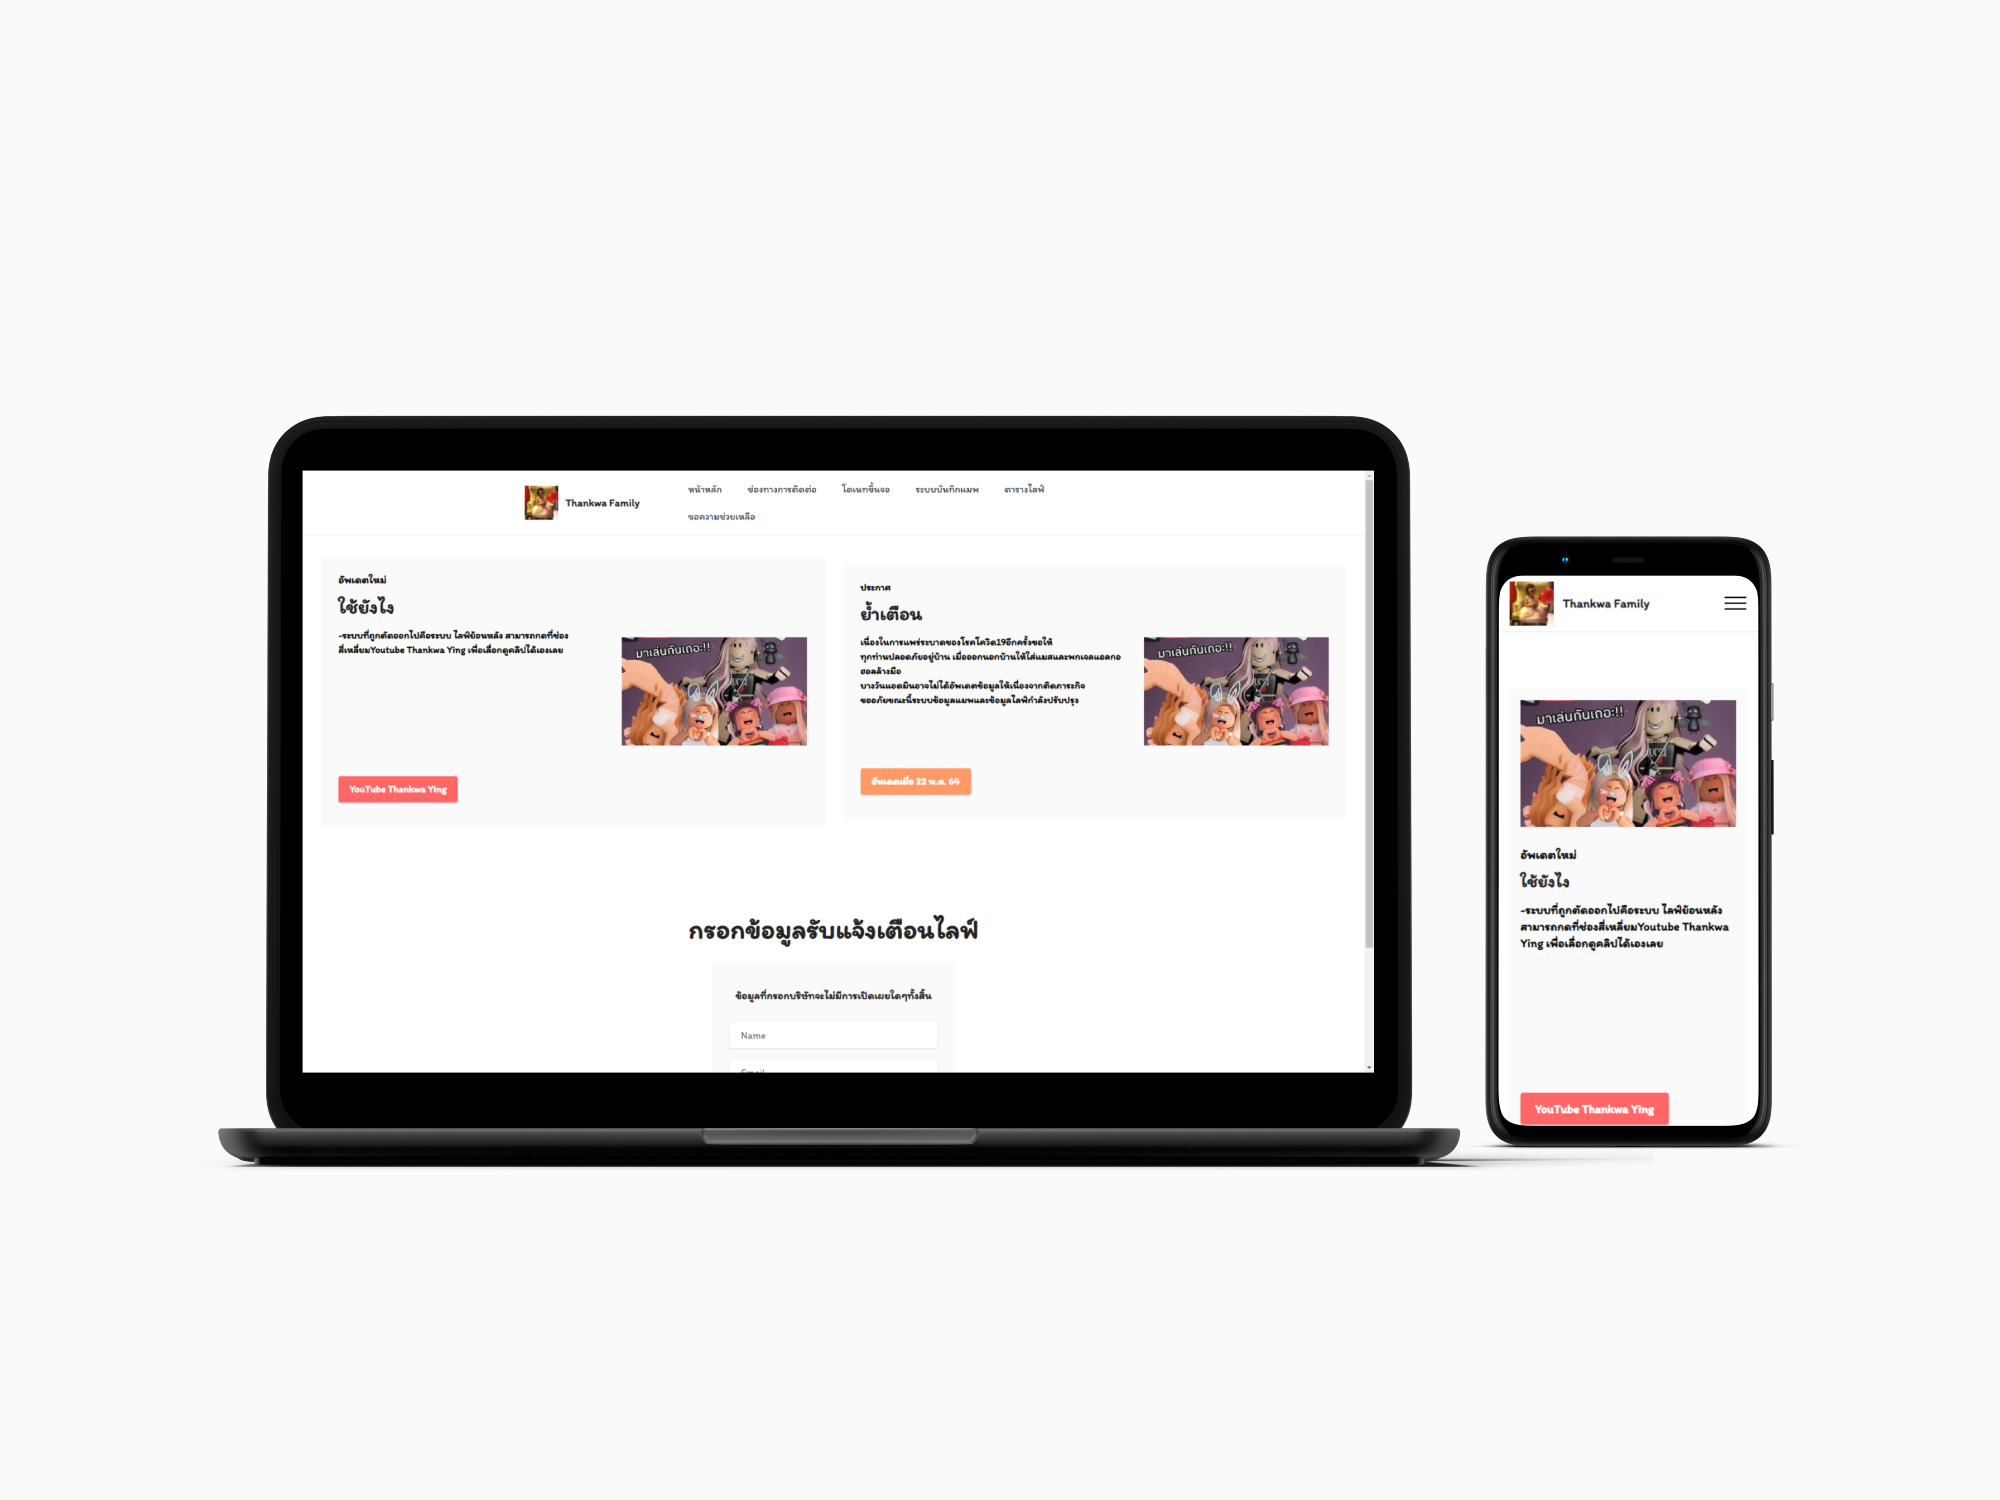 Thankwa Family
หน้าหลัก
ช่องทางการติดต่อ
โดเนทขึ้นจอ
ระบบบันทึกแมพ
ตารางไลฟ์
ขอความช่วยเหลือ
อัพเดตใหม่
ใช้ยังไง
-ระบบที่ถูกตัดออกไปคือระบบ ไลฟ์ย้อนหลัง สามารถกดที่ช่อง
สี่เหลี่ยมYoutube Thankwa Ying เพื่อเลือกดูคลิปได้เองเลย
มาเล่นกันเถอะ!!
YouTube Thankwa Ying
ประกาศ
ย้ำเตือน
เนื่องในการแพร่ระบาดของโรคโควิด19อีกครั้งขอให้
ทุกท่านปลอดภัยอยู่บ้าน เมื่อออกนอกบ้านให้ใส่แมสและพกเจลแอลกอ
ฮอลล้างมือ
บางวันแอดมินอาจไม่ได้อัพเดตข้อมูลให้เนื่องจากติดภาระกิจ
ขออภัยขณะนี้ระบบข้อมูลแมพและข้อมูลไลฟ์กำลังปรับปรุง
มาเล่นกันเถอะ!!
อัพเดตเมื่อ 22 พ.ค. 64
กรอกข้อมูลรับแจ้งเตือนไลฟ์
ข้อมูลที่กรอกบริษัทจะไม่มีการเปิดเผยใดๆทั้งสิ้น
Name
Email
Thankwa Family
มาเล่นกันเถอะ!!
อัพเดตใหม่
ใช้ยังไง
-ระบบที่ถูกตัดออกไปคือระบบ ไลฟ์ย้อนหลัง
สามารถกดที่ช่องสี่เหลี่ยมYoutube Thankwa
Ying เพื่อเลือกดูคลิปได้เองเลย
YouTube Thankwa Ying